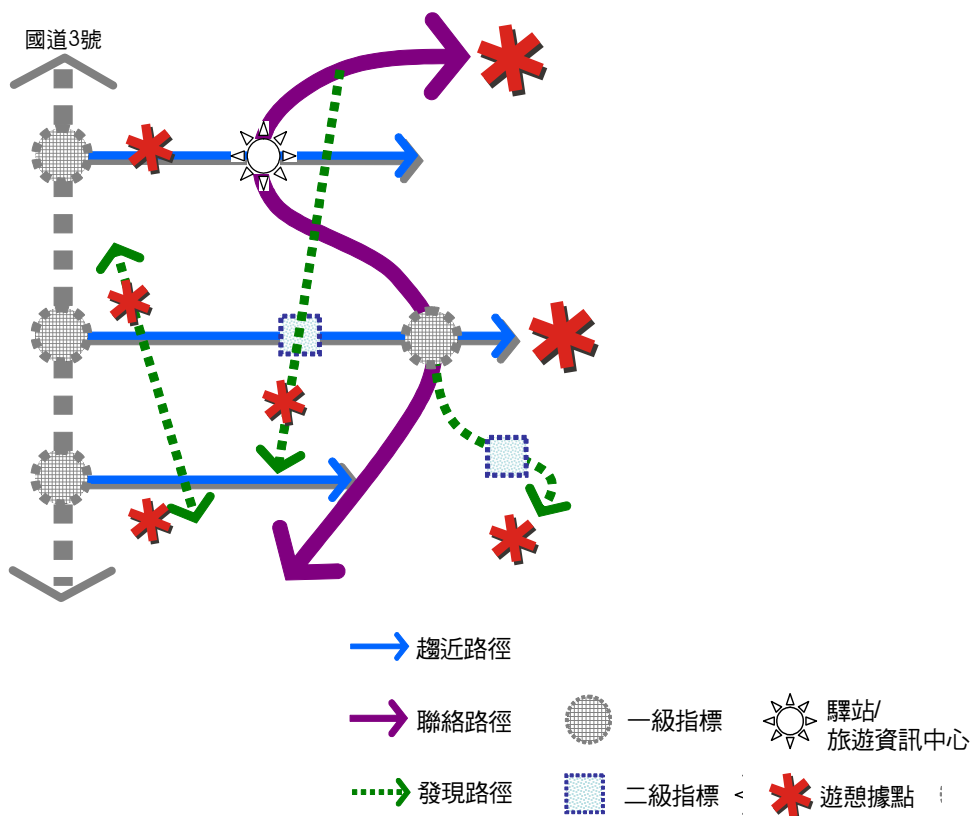 國道3號
趨近路徑
聯絡路徑
一級指標
驛站/
旅遊資訊中心
發現路徑
二級指標
遊憩據點